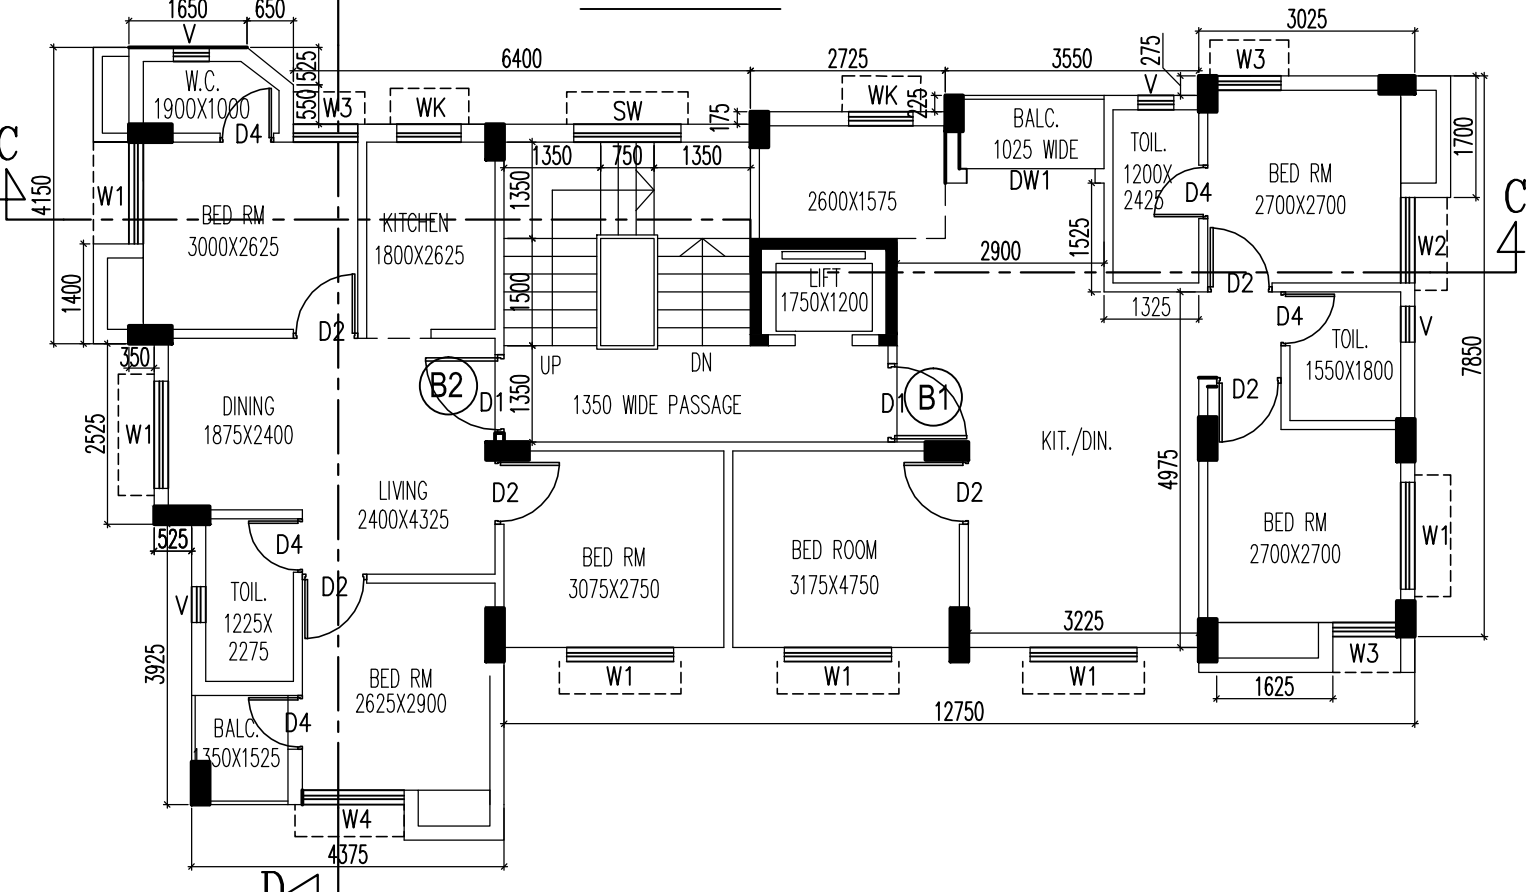 1650
650
V
W.C.
1900X1000
D4
525
550
W3
WK
6400
SW
2725
WK
175
225
3550
275
V
3025
W3
BALC.
1025 WIDE
DW1
TOIL.
1200X
2425
D4
BED RM
2700X2700
1700
C
C
4150
W1
BED RM
3000X2625
KITCHEN
1800X2625
1350
750
1350
1350
2600X1575
2900
1525
W2
1400
D2
1500
LIFT
1750X1200
1325
D2
D4
V
TOIL.
1550X1800
7850
350
UP
DN
B2
D1
1350
1350 WIDE PASSAGE
D1
B1
D2
DINING
1875X2400
2525
W1
KIT./DIN.
4975
LIVING
2400X4325
D2
D2
525
D4
BED RM
3075X2750
BED ROOM
3175X4750
BED RM
2700X2700
W1
D2
V
TOIL.
1225X
2275
3225
3925
BED RM
2625X2900
W1
W1
W1
W3
1625
D4
BALC.
1350X1525
12750
W4
4375
D